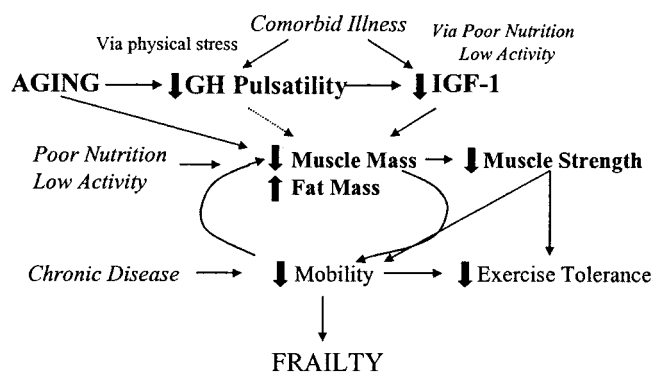 Comorbid Illness
Via physical stress
Via Poor Nutrition
Low Activity
AGING
GH Pulsatility
IGF-1
Poor Nutrition
Low Activity
Muscle Mass
Fat Mass
Muscle Strength
Chronic Disease
Mobility
Exercise Tolerance
FRAILTY